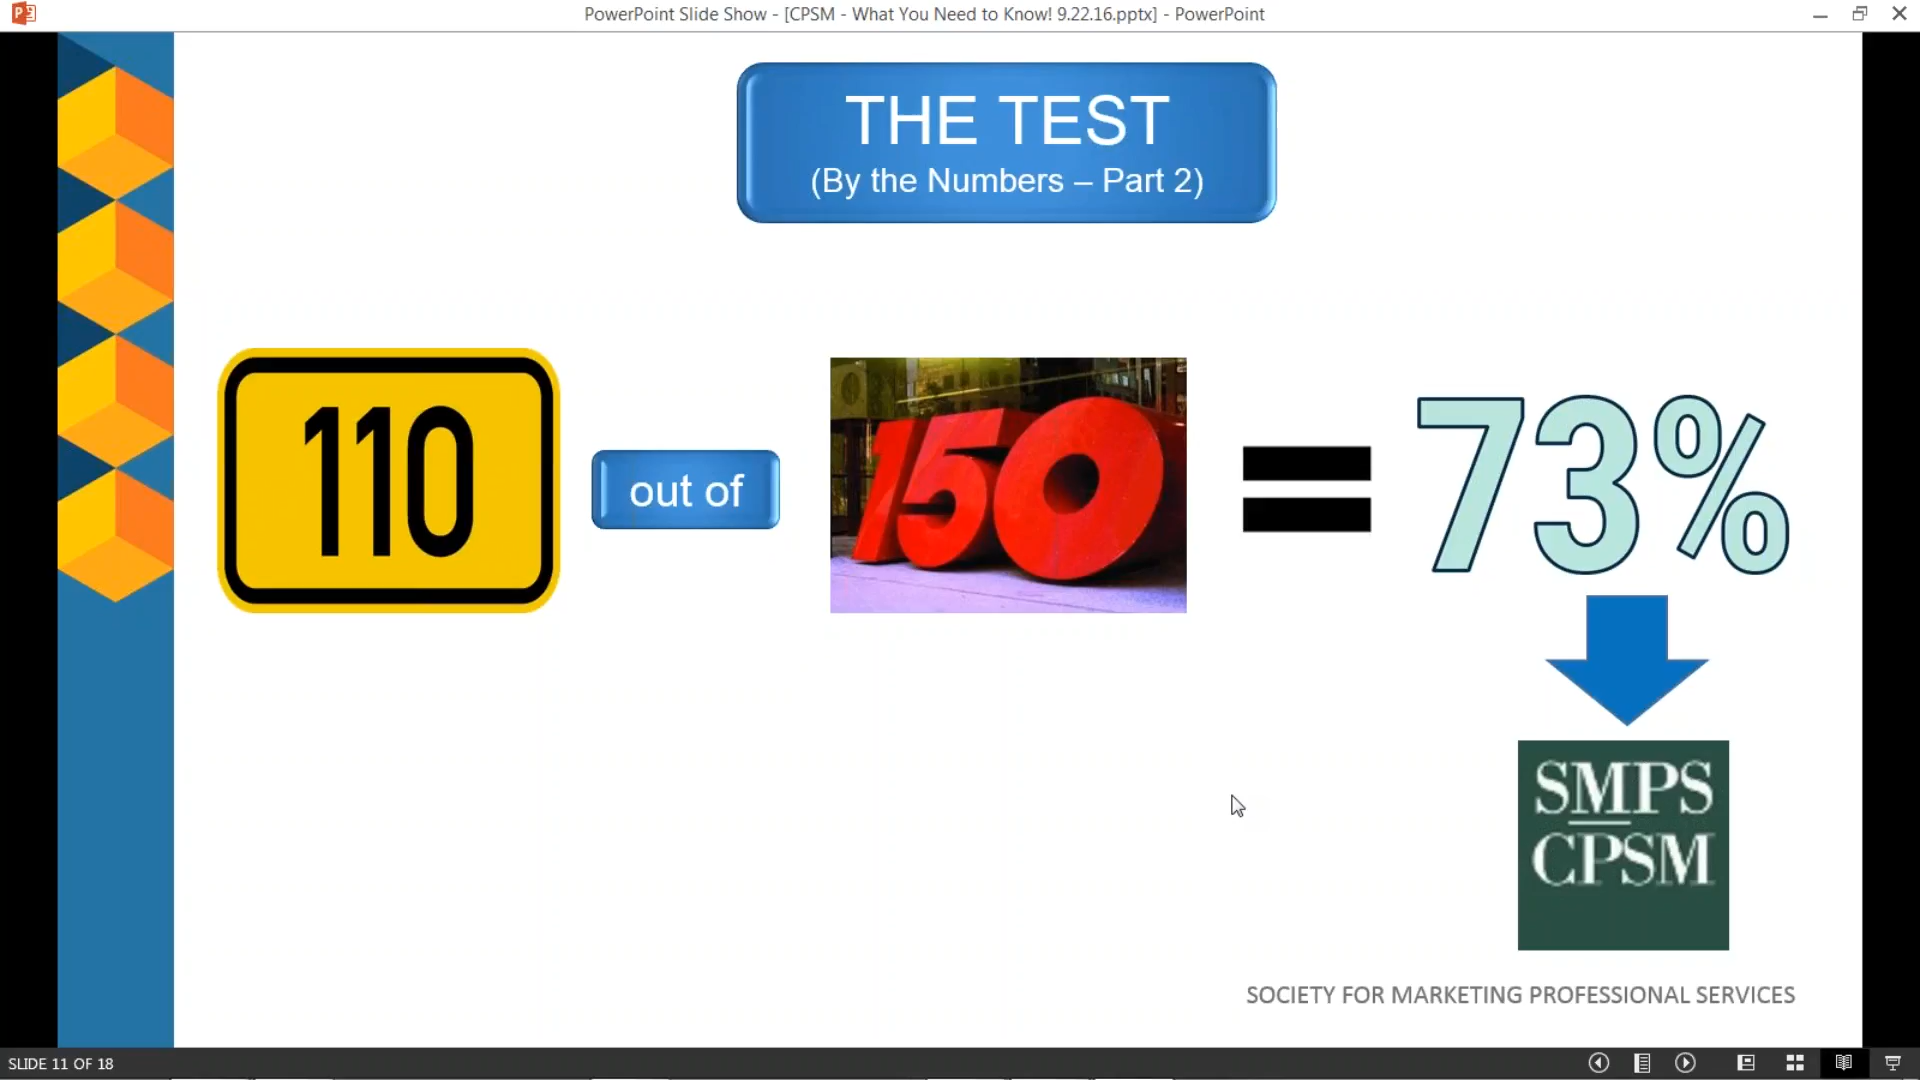 PowerPoint Slide Show - [CPSM - What You Need to Know! 9.22.16.pptx] - PowerPoint
THE TEST
(By the Numbers – Part 2)
110
out of
150
=
73%
SMPS
CPSM
SOCIETY FOR MARKETING PROFESSIONAL SERVICES
SLIDE 11 OF 18